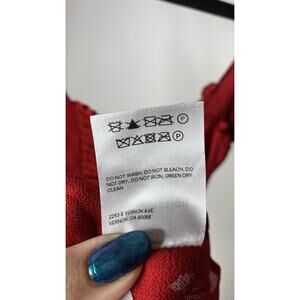 P
P
DO NOT WASH, DO NOT BLEACH, DO
NOT DRY, DO NOT IRON, GREEN DRY
CLEAN
2263 E VERNON AVE.
VERNON, CA 90058